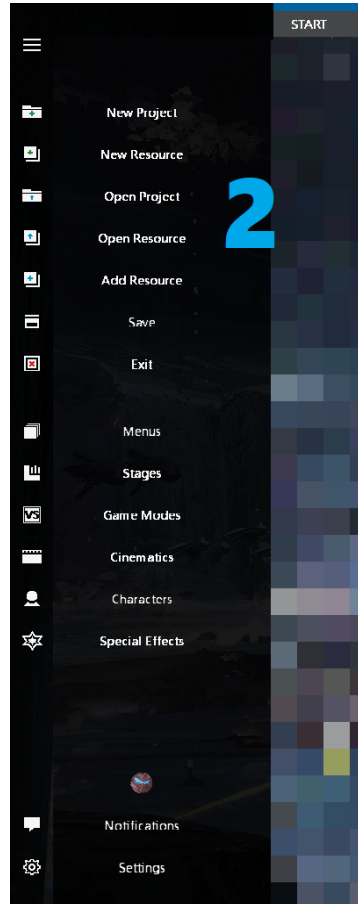 START
New Project
New Resource
Open Project
2
Open Resource
Add Resource
Save
Exit
Menus
Stages
VS
Game Modes
Cinematics
Characters
Special Effects
Notifications
Settings